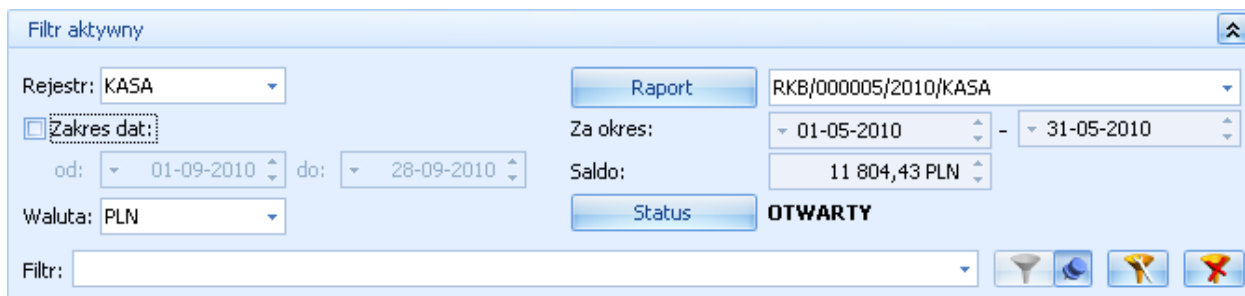 Filtr aktywny
Rejestr: KASA Raport RKB/000005/2010/KASA
Zakres dat: Za okres: 01-05-2010 - 31-05-2010
od: 01-09-2010 do: 28-09-2010 Saldo: 11 804,43 PLN
Waluta: PLN Status OTWARTY
Filtr: